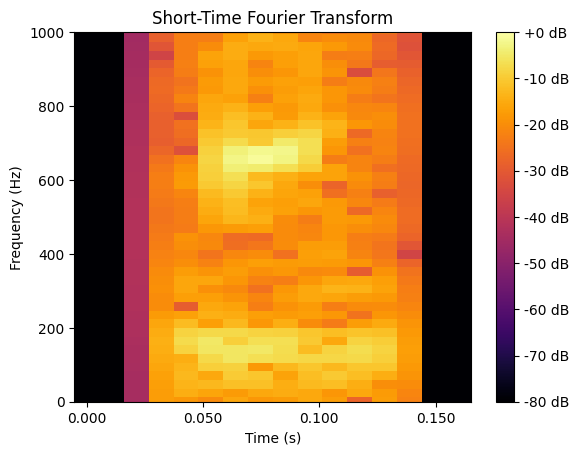 Short-Time Fourier Transform
1000
800
600
400
200
0
Frequency (Hz)
0.000
0.050
0.100
0.150
Time (s)
+0 dB
-10 dB
-20 dB
-30 dB
-40 dB
-50 dB
-60 dB
-70 dB
-80 dB